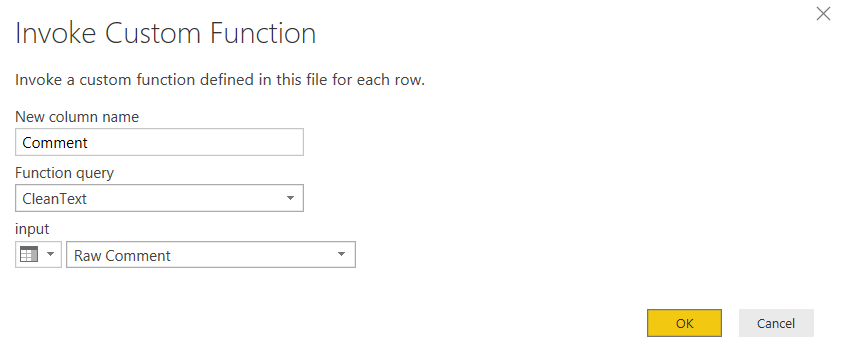 Invoke Custom Function
Invoke a custom function defined in this file for each row.
New column name
Comment
Function query
CleanText
input
Raw Comment
OK
Cancel